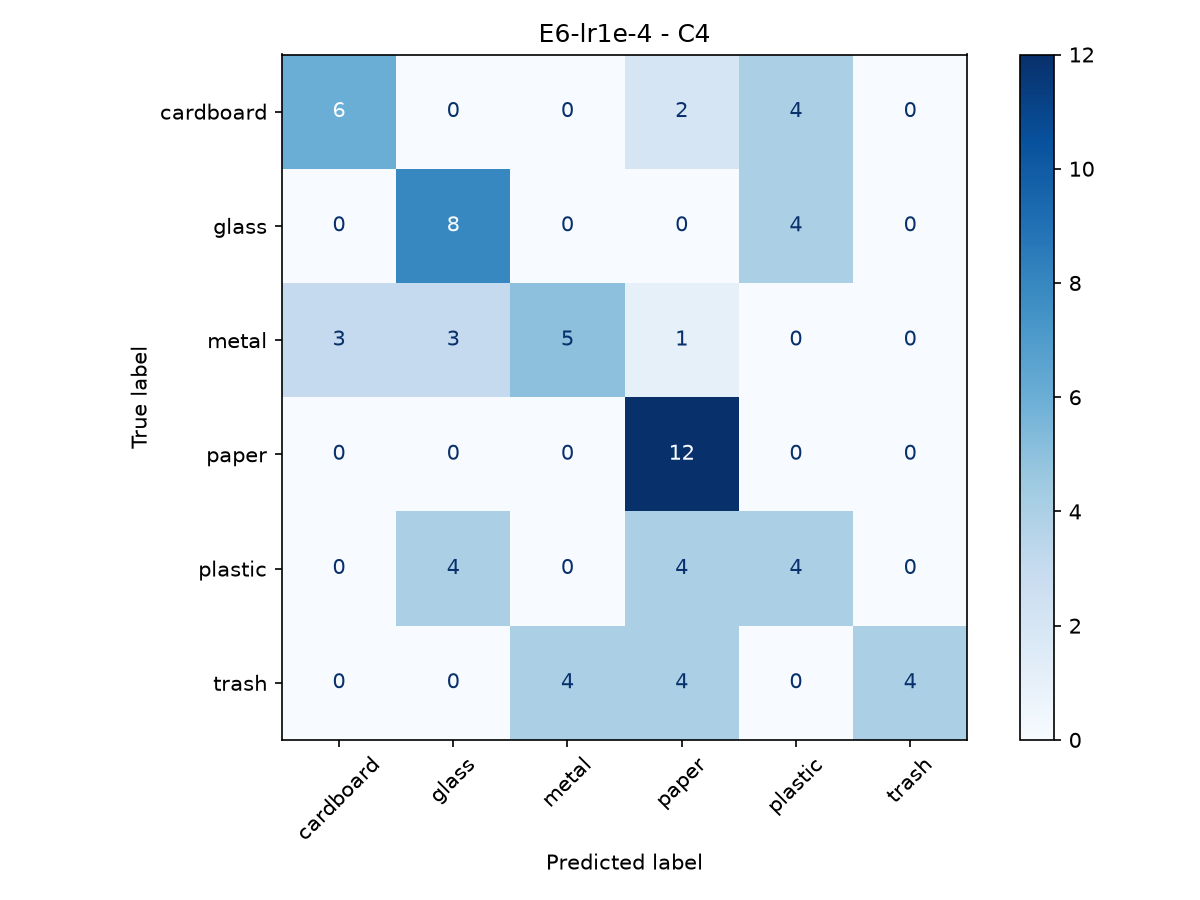 E6-lr1e-4 - C4
cardboard 6 0 0 2 4 0
glass 0 8 0 0 4 0
metal 3 3 5 1 0 0
paper 0 0 0 12 0 0
plastic 0 4 0 4 4 0
trash 0 0 4 4 0 4
cardboard glass metal paper plastic trash
Predicted label
True label
12
10
8
6
4
2
0